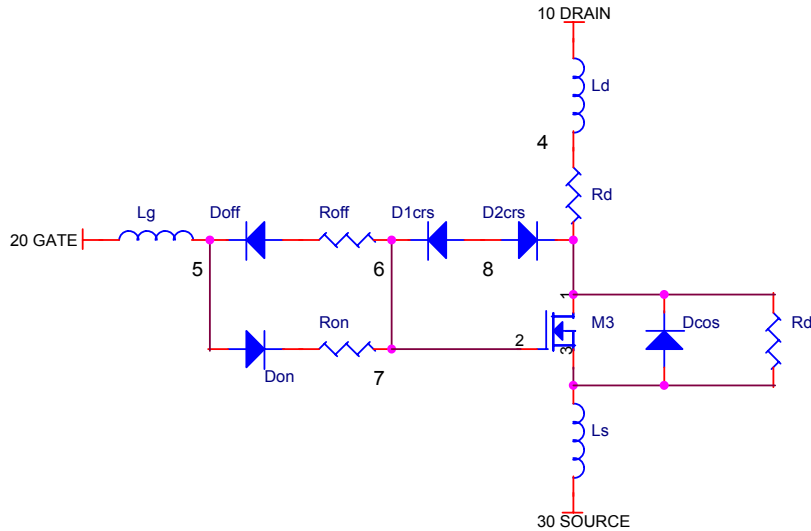 10 DRAIN
Ld
4
Rd
Lg
Doff
Roff
D1crs
D2crs
20 GATE
5
6
8
1
Ron
2
M3
3
Dcos
Rd
Don
7
Ls
30 SOURCE